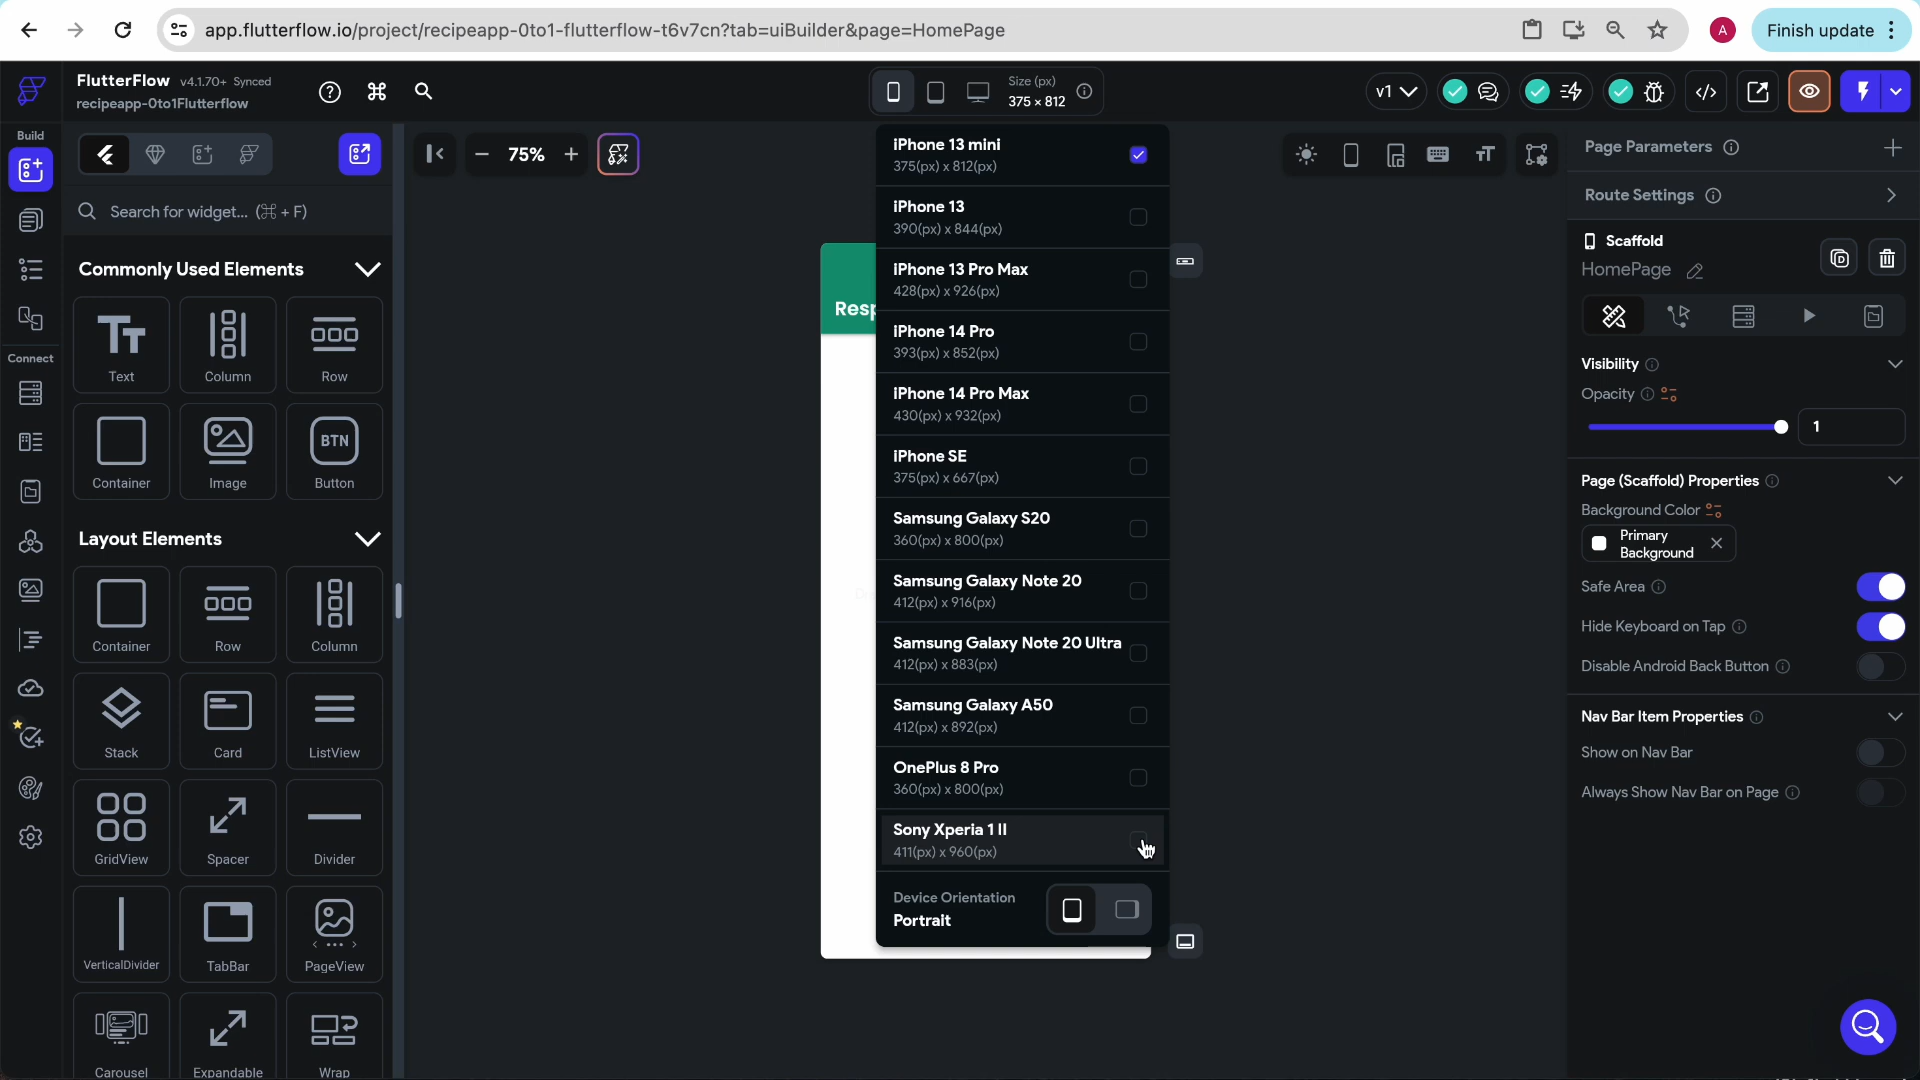 app.flutterflow.io/project/recipeapp-0to1-flutterflow-t6v7cn?tab=uiBuilder&page=HomePage
A
Finish update
FlutterFlow v4.1.70+ Synced
recipeapp-0to1Flutterflow
Size (px)
375 × 812
v1
Build
75%
Search for widget... (⌘ + F)
Commonly Used Elements
Text
Column
Row
Container
Image
BTN
Button
Connect
Layout Elements
Container
Row
Column
Stack
Card
ListView
GridView
Spacer
Divider
VerticalDivider
TabBar
PageView
Carousel
Expandable
Wrap
iPhone 13 mini
375(px) x 812(px)
iPhone 13
390(px) x 844(px)
iPhone 13 Pro Max
428(px) x 926(px)
iPhone 14 Pro
393(px) x 852(px)
iPhone 14 Pro Max
430(px) x 932(px)
iPhone SE
375(px) x 667(px)
Samsung Galaxy S20
360(px) x 800(px)
Samsung Galaxy Note 20
412(px) x 916(px)
Samsung Galaxy Note 20 Ultra
412(px) x 883(px)
Samsung Galaxy A50
412(px) x 892(px)
OnePlus 8 Pro
360(px) x 800(px)
Sony Xperia 1 II
411(px) x 960(px)
Device Orientation
Portrait
Page Parameters
Route Settings
Scaffold
HomePage
Visibility
Opacity
1
Page (Scaffold) Properties
Background Color
Primary
Background
Safe Area
Hide Keyboard on Tap
Disable Android Back Button
Nav Bar Item Properties
Show on Nav Bar
Always Show Nav Bar on Page